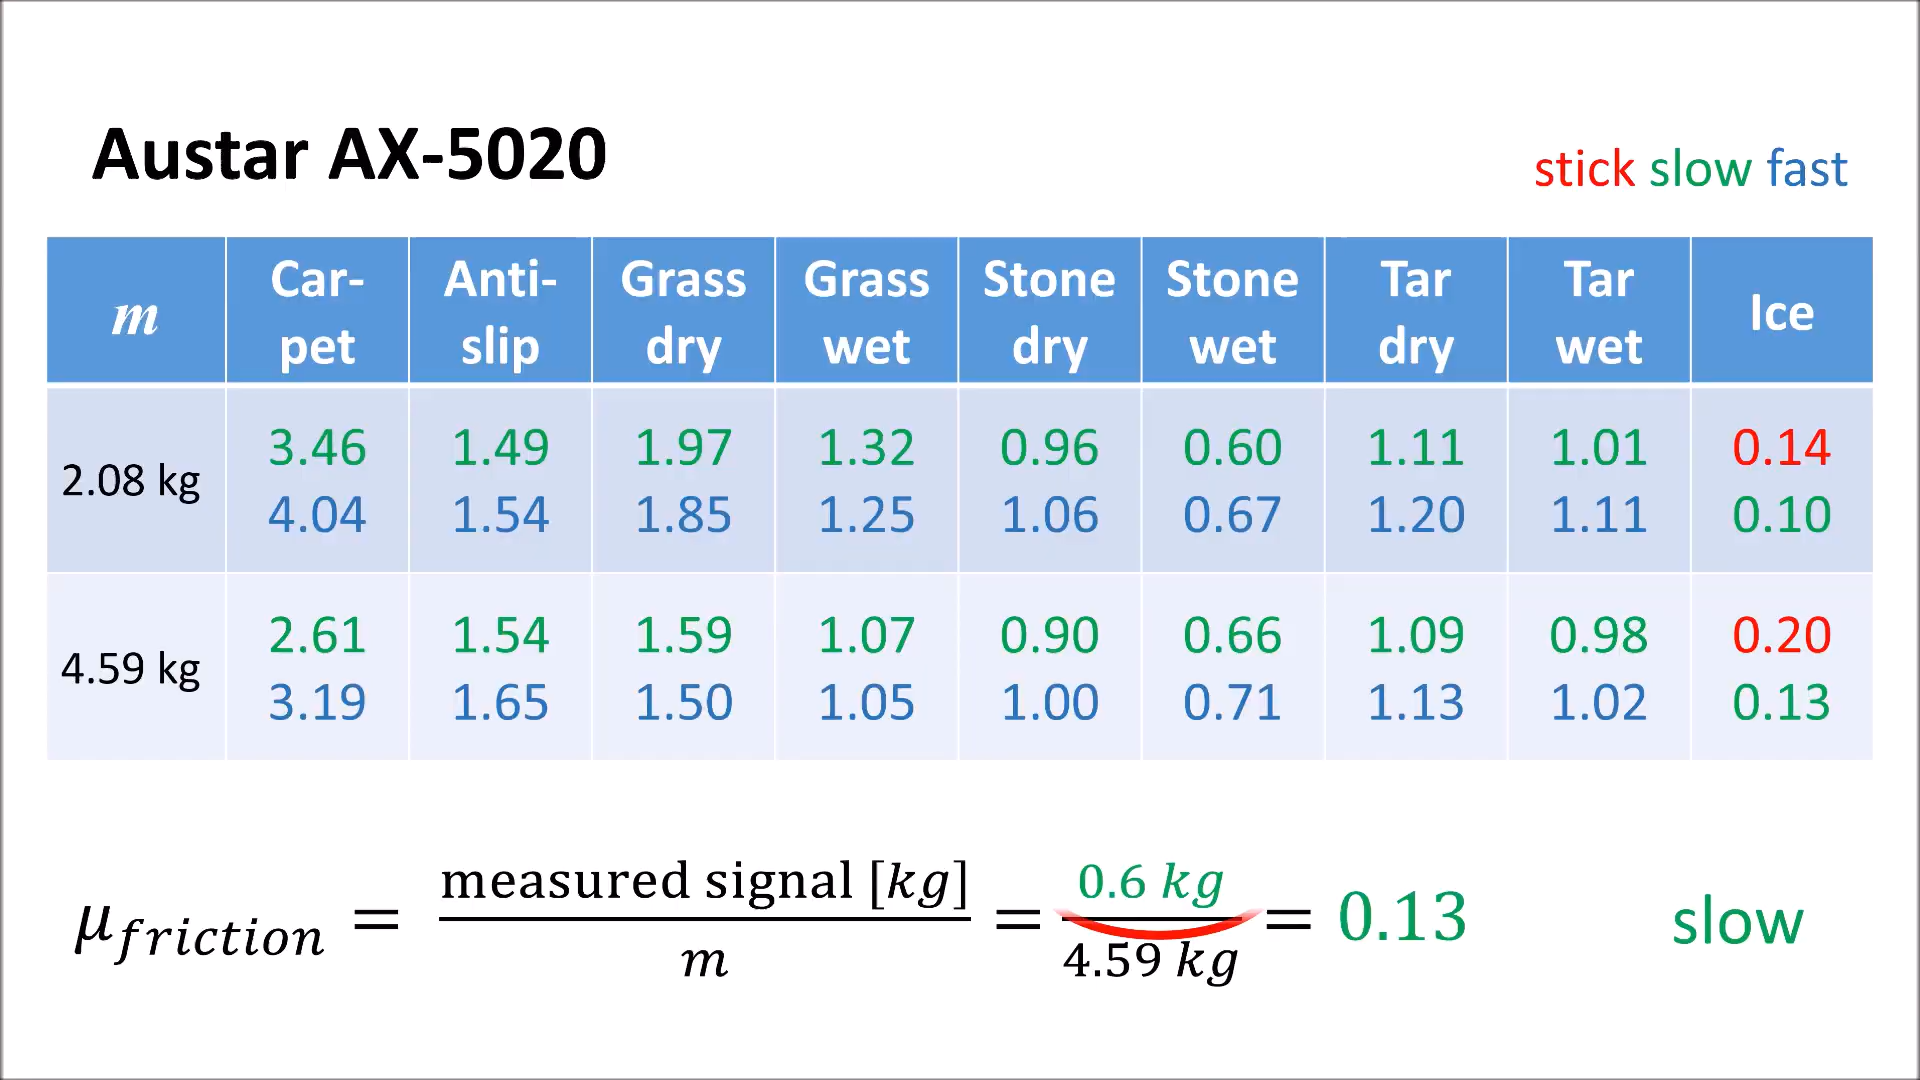 Austar AX-5020
stick slow fast
m Car-pet Anti-slip Grass dry Grass wet Stone dry Stone wet Tar dry Tar wet Ice
2.08 kg
3.46 1.49 1.97 1.32 0.96 0.60 1.11 1.01 0.14
4.04 1.54 1.85 1.25 1.06 0.67 1.20 1.11 0.10
4.59 kg
2.61 1.54 1.59 1.07 0.90 0.66 1.09 0.98 0.20
3.19 1.65 1.50 1.05 1.00 0.71 1.13 1.02 0.13
μfriction = measured signal [kg] / m = 0.6 kg / 4.59 kg = 0.13 slow